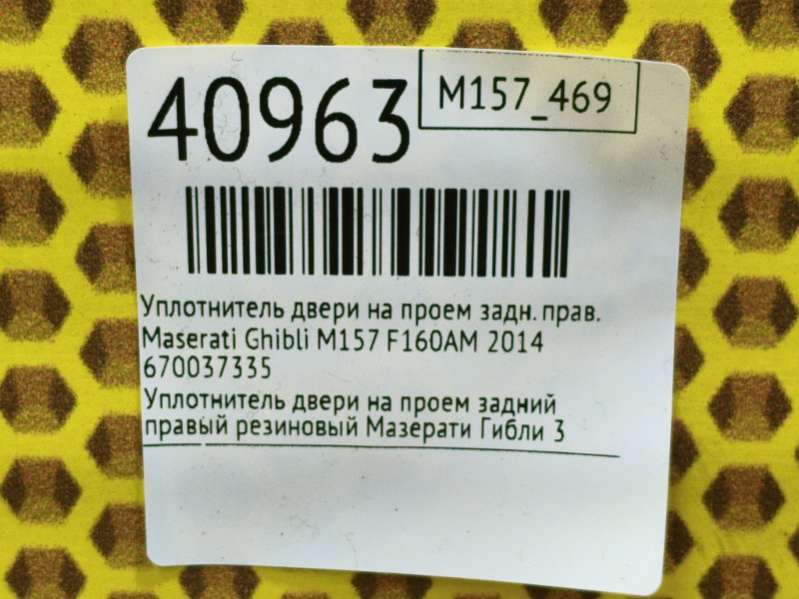 40963
M157_469
Уплотнитель двери на проем задн. прав.
Maserati Ghibli M157 F160AM 2014
670037335
Уплотнитель двери на проем задний
правый резиновый Мазерати Гибли 3